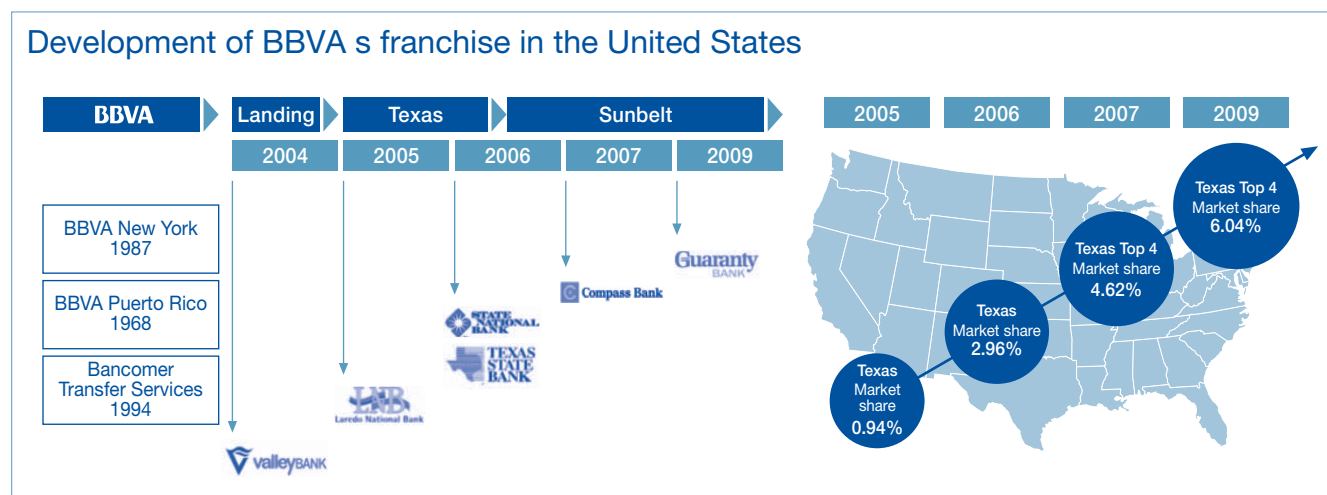 Development of BBVA s franchise in the United States
BBVA
Landing
Texas
Sunbelt
2004
2005
2006
2007
2009
BBVA New York
1987
BBVA Puerto Rico
1968
Bancomer
Transfer Services
1994
valleyBANK
LNB
Laredo National Bank
STATE
NATIONAL
BANK
TEXAS
STATE
BANK
Compass Bank
Guaranty
BANK
2005
2006
2007
2009
Texas
Market
share
0.94%
Texas
Market share
2.96%
Texas Top 4
Market share
4.62%
Texas Top 4
Market share
6.04%